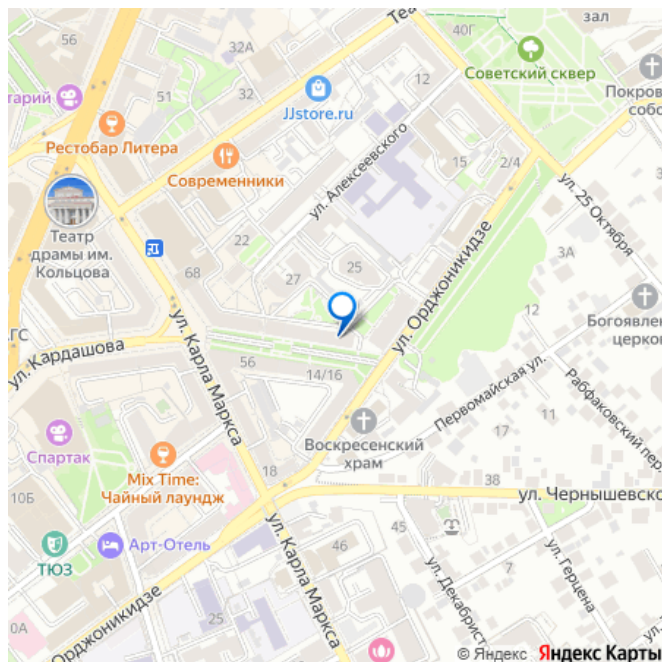 56
32А
Теа
40Г
зал
тарий
JJstore.ru
12
Советский сквер
Покров
собо
Рестобар Литера
Современники
ул. Алексеевского
15
2/4
ул. 25 Октября
Театр
драмы им.
Кольцова
22
68
27
25
ул. Орджоникидзе
3А
12
Богоявлен
церков
ГС
ул. Кардашова
ул. Карла Маркса
56
14/16
Первомайская ул.
Рабфаковский пер
17
11
Воскресенский
храм
Спартак
Mix Time:
Чайный лаундж
18
10Б
38
ул. Чернышевско
ТЮЗ
Арт-Отель
46
45
7
ул. Карла Маркса
ул. Декабрист
ул. Герцена
ул.
25
0А
Орджоникидзе
© Яндекс Яндекс Карты